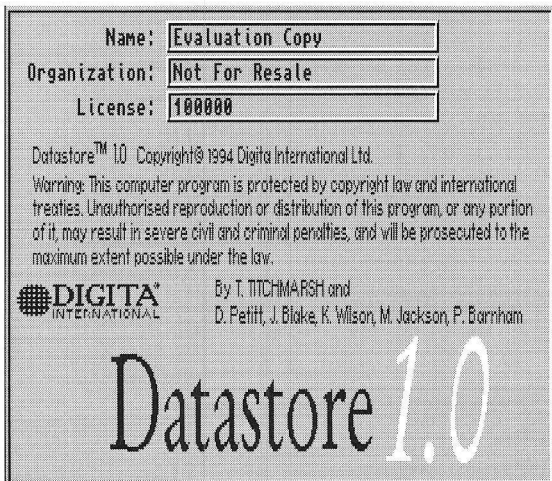 Name: Evaluation Copy
Organization: Not For Resale
License: 100000
Datastore™ 1.0 Copyright© 1994 Digita International Ltd.
Warning: This computer program is protected by copyright law and international
treaties. Unauthorised reproduction or distribution of this program, or any portion
of it, may result in severe civil and criminal penalties, and will be prosecuted to the
maximum extent possible under the law.
DIGITA®
INTERNATIONAL
By T. TITCHMARSH and
D. Petitt, J. Blake, K. Wilson, M. Jackson, P. Barnham
Datastore 1.0